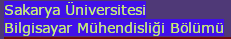 Sakarya Üniversitesi
Bilgisayar Mühendisliği Bölümü